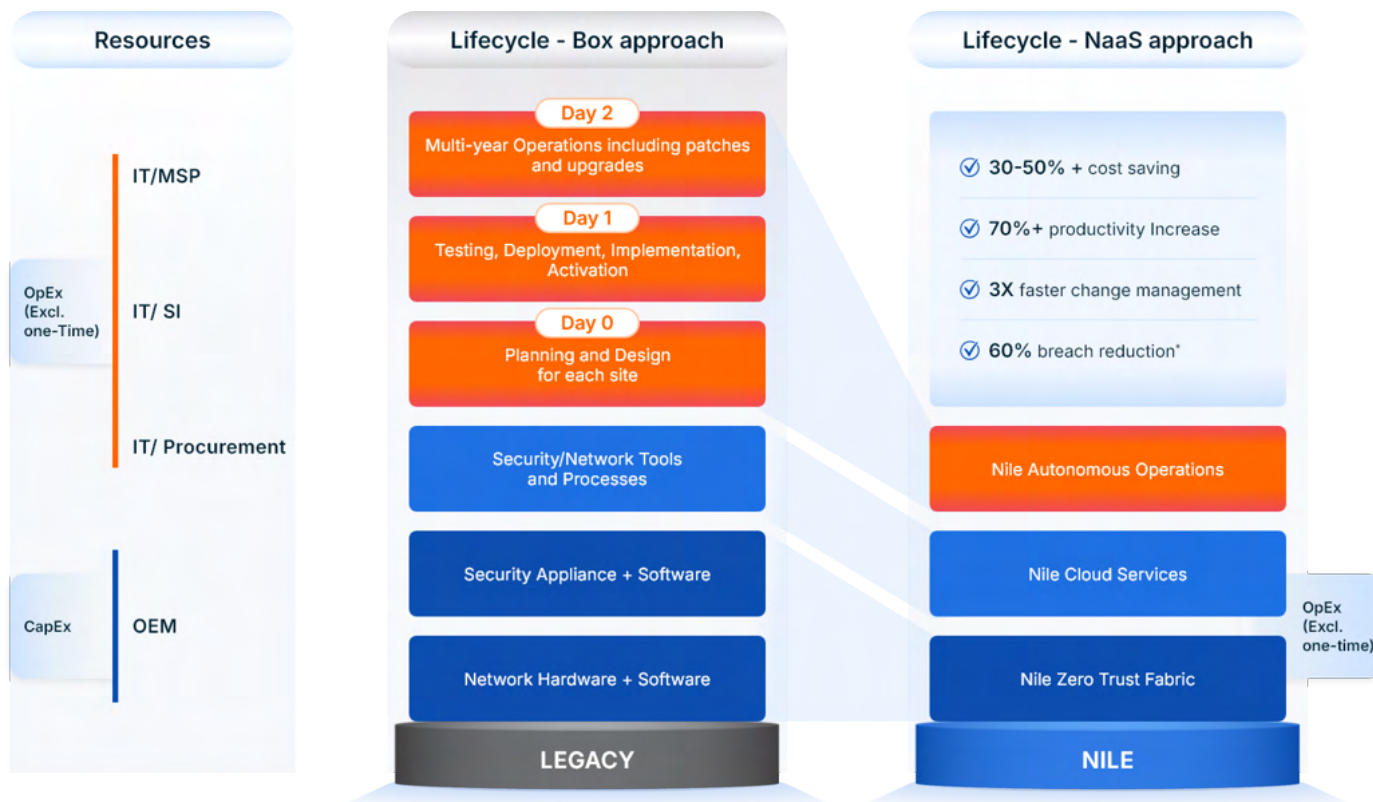 Resources
IT/MSP
OpEx
(Excl.
one-Time)
IT/ SI
IT/ Procurement
CapEx
OEM
Lifecycle - Box approach
Day 2
Multi-year Operations including patches
and upgrades
Day 1
Testing, Deployment, Implementation,
Activation
Day 0
Planning and Design
for each site
Security/Network Tools
and Processes
Security Appliance + Software
Network Hardware + Software
LEGACY
Lifecycle - NaaS approach
30-50% + cost saving
70%+ productivity Increase
3X faster change management
60% breach reduction*
Nile Autonomous Operations
Nile Cloud Services
Nile Zero Trust Fabric
NILE
OpEx
(Excl.
one-time)